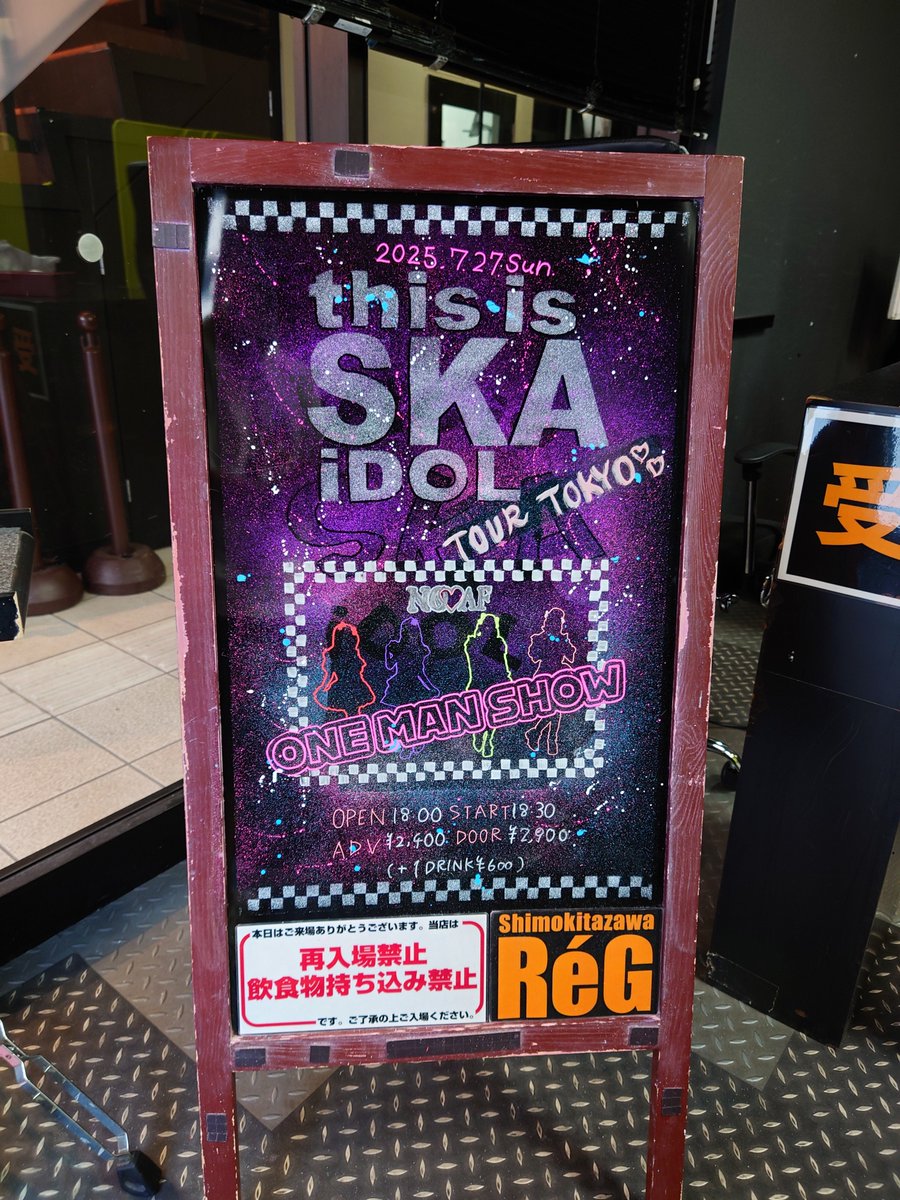 2025.7.27 Sun
this is
SKA
iDOL
TOUR TOKYO
ONE MAN SHOW
OPEN 18:00 START 18:30
ADV ¥2,400 DOOR ¥2,900
(+1DRINK ¥600)
本日はご来場ありがとうございます。当店は
再入場禁止
飲食物持ち込み禁止
です。ご了承の上ご入場ください。
Shimokitazawa
RéG
受